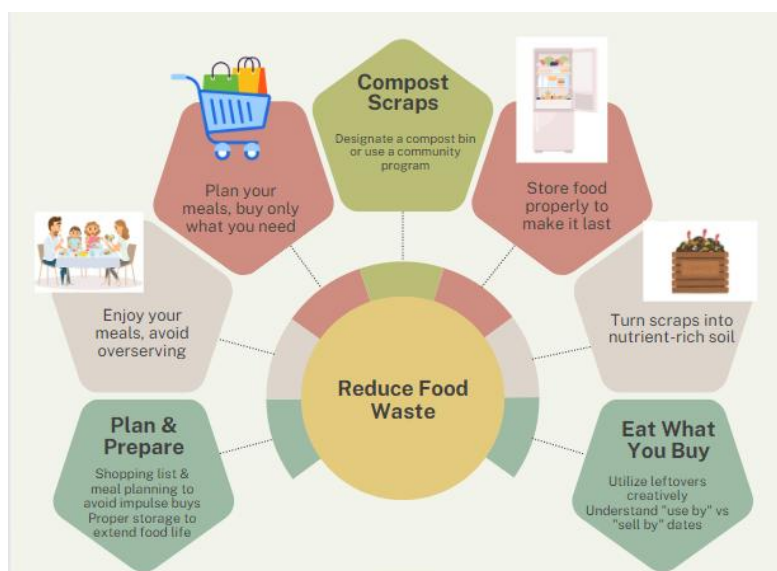 Compost
Scraps
Designate a compost bin
or use a community
program
Plan your
meals, buy only
what you need
Store food
properly to
make it last
Enjoy your
meals, avoid
overserving
Turn scraps into
nutrient-rich soil
Reduce Food
Waste
Plan &
Prepare
Shopping list &
meal planning to
avoid impulse buys
Proper storage to
extend food life
Eat What
You Buy
Utilize leftovers
creatively
Understand "use by" vs
"sell by" dates